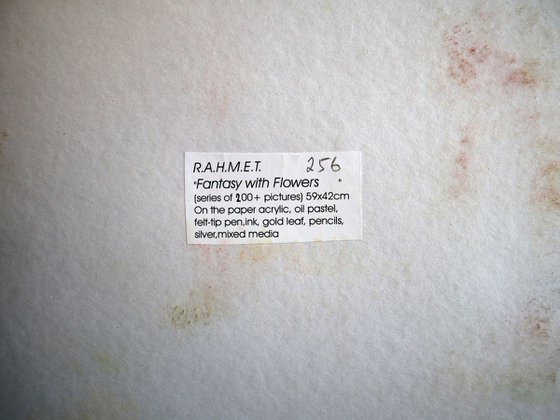 R.A.H.M.E.T. 256
"Fantasy with Flowers "
(series of 200+ pictures) 59x42cm
On the paper acrylic, oil pastel,
felt-tip pen,ink, gold leaf, pencils,
silver,mixed media